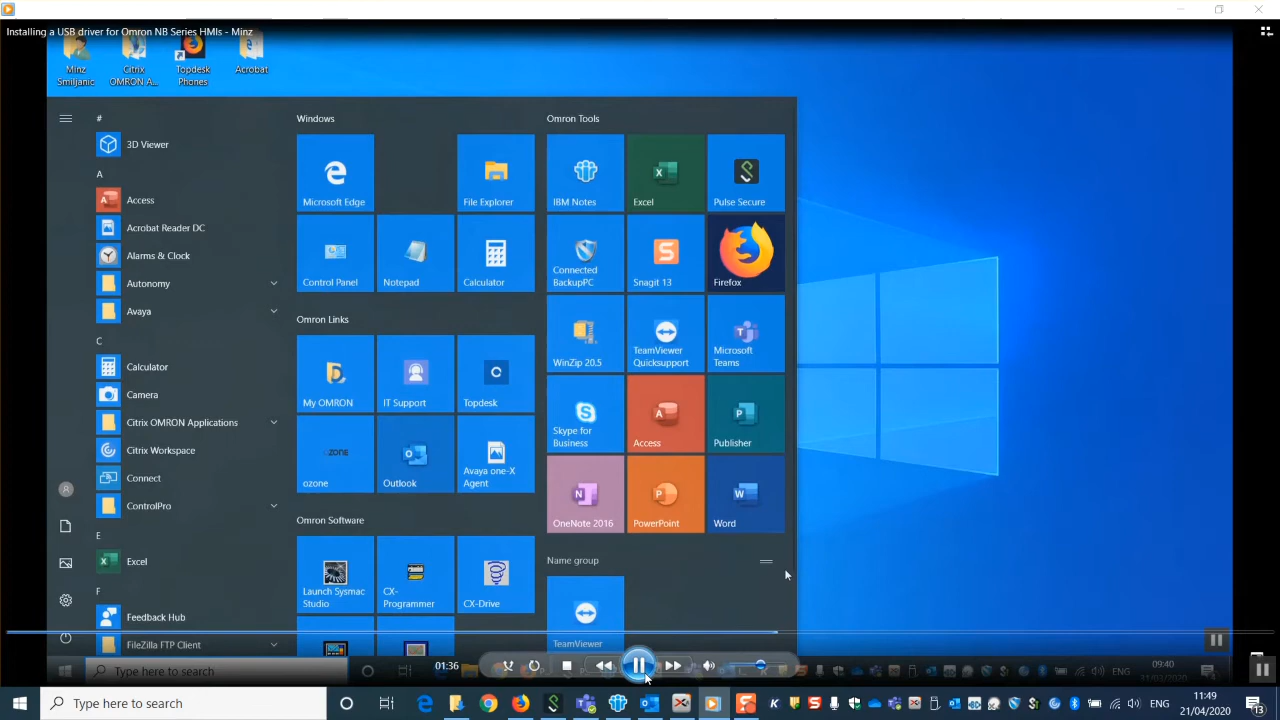 Installing a USB driver for Omron NB Series HMIs - Minz
Minz
Smiljanic
Citrix
OMRON A...
Topdesk
Phones
Acrobat
#
3D Viewer
A
Access
Acrobat Reader DC
Alarms & Clock
Autonomy
Avaya
C
Calculator
Camera
Citrix OMRON Applications
Citrix Workspace
Connect
ControlPro
E
Excel
F
Feedback Hub
FileZilla FTP Client
Windows
Microsoft Edge
File Explorer
Control Panel
Notepad
Calculator
Omron Links
My OMRON
IT Support
Topdesk
ozone
Outlook
Avaya one-X
Agent
Omron Software
Launch Sysmac
Studio
CX-
Programmer
CX-Drive
Omron Tools
IBM Notes
Excel
Pulse Secure
Connected
BackupPC
Snagit 13
Firefox
WinZip 20.5
TeamViewer
Quicksupport
Microsoft
Teams
Skype for
Business
Access
Publisher
OneNote 2016
PowerPoint
Word
Name group
TeamViewer
01:36
Type here to search
ENG
09:40
31/03/2020
Type here to search
ENG
11:49
21/04/2020
13